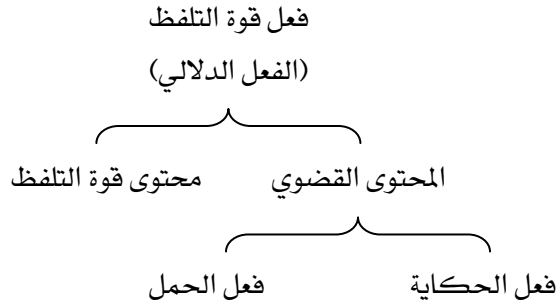 فعل قوة التلفظ
(الفعل الدلالي)
المحتوى القضوي محتوى قوة التلفظ
فعل الحكاية فعل الحمل